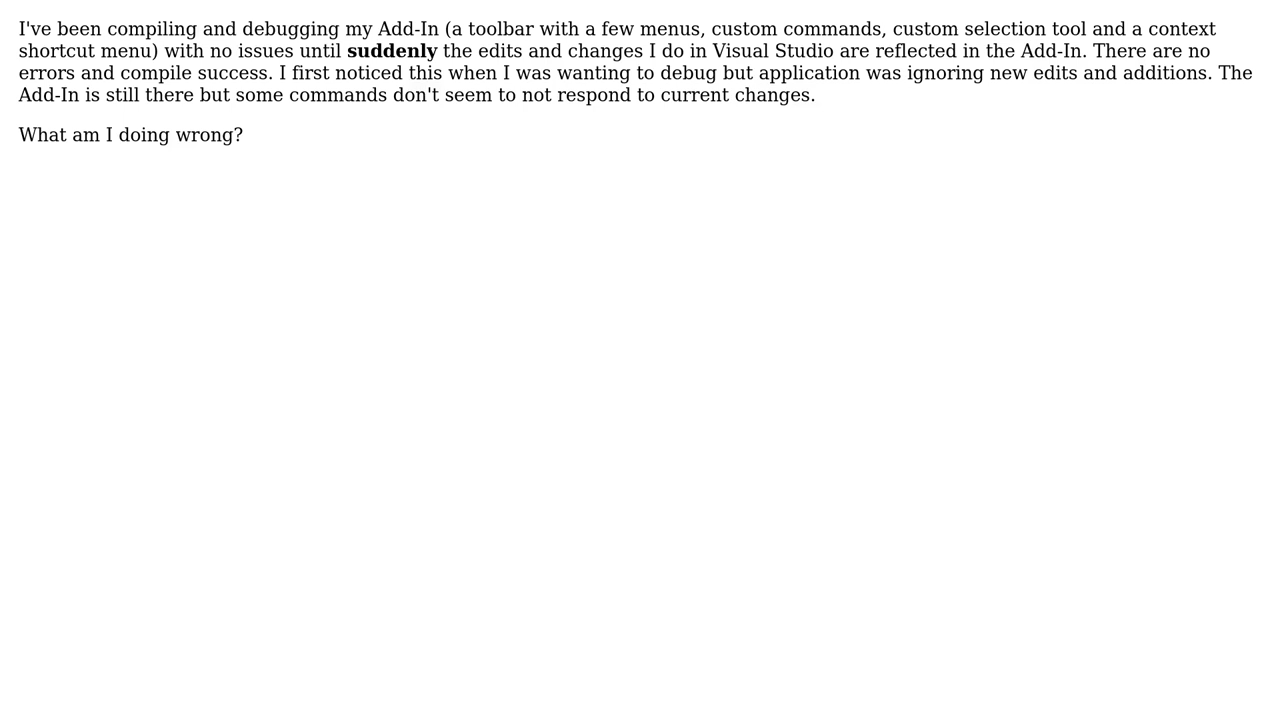 I've been compiling and debugging my Add-In (a toolbar with a few menus, custom commands, custom selection tool and a context
shortcut menu) with no issues until suddenly the edits and changes I do in Visual Studio are reflected in the Add-In. There are no
errors and compile success. I first noticed this when I was wanting to debug but application was ignoring new edits and additions. The
Add-In is still there but some commands don't seem to not respond to current changes.
What am I doing wrong?